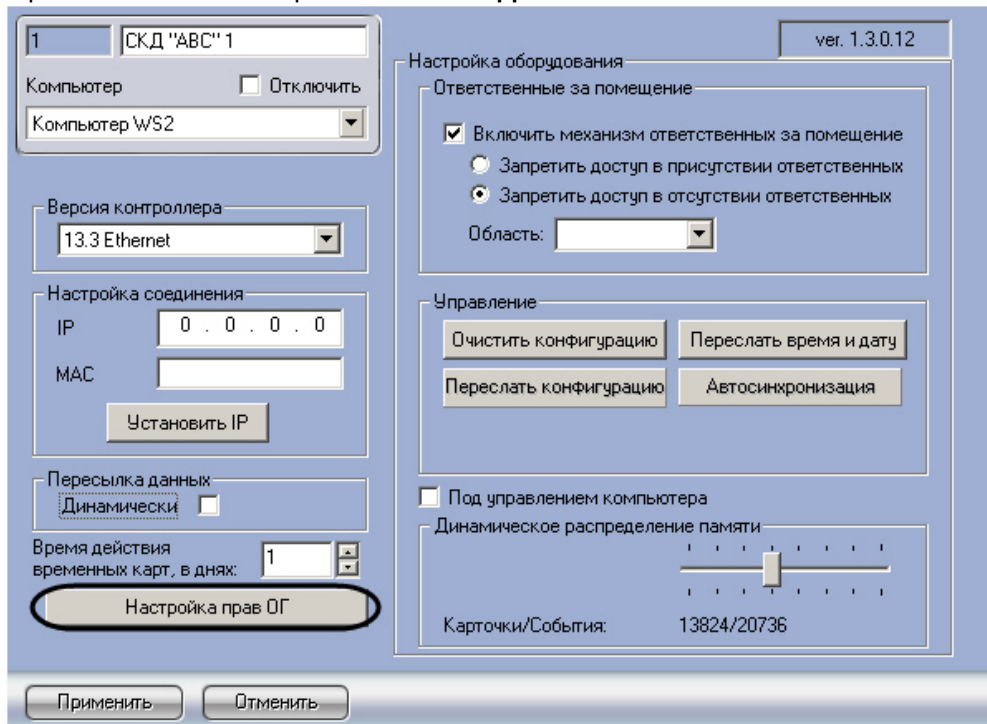 1
СКД "ABC" 1
Компьютер
Отключить
Компьютер WS2
Версия контроллера
13.3 Ethernet
Настройка соединения
IP
0 . 0 . 0 . 0
MAC
Установить IP
Пересылка данных
Динамически
Время действия
временных карт, в днях:
1
Настройка прав ОГ
ver. 1.3.0.12
Настройка оборудования
Ответственные за помещение
Включить механизм ответственных за помещение
Запретить доступ в присутствии ответственных
Запретить доступ в отсутствии ответственных
Область:
Управление
Очистить конфигурацию
Переслать время и дату
Переслать конфигурацию
Автосинхронизация
Под управлением компьютера
Динамическое распределение памяти
Карточки/События:
13824/20736
Применить
Отменить